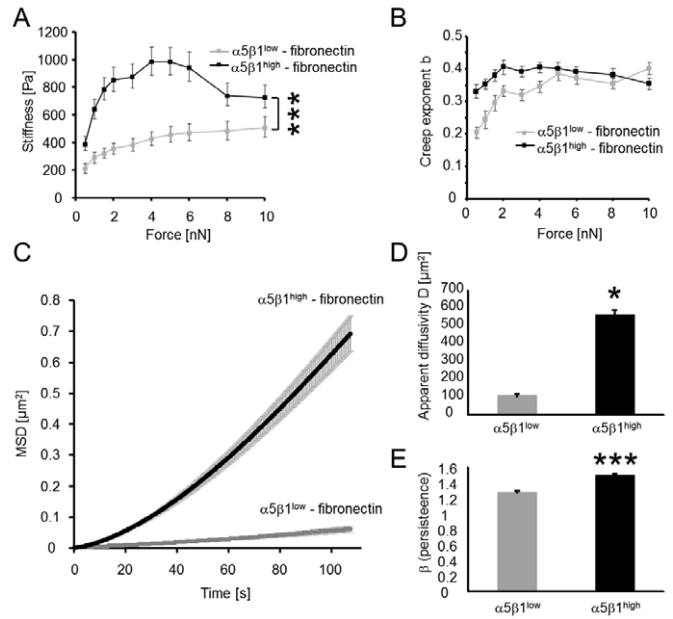 A
Stiffness [Pa]
1200
1000
800
600
400
200
0
0
2
4
6
8
10
Force [nN]
α5β1low - fibronectin
α5β1high - fibronectin
***
B
Creep exponent b
0.5
0.4
0.3
0.2
0.1
0
0
2
4
6
8
10
Force [nN]
α5β1low - fibronectin
α5β1high - fibronectin
C
MSD [µm²]
0.8
0.7
0.6
0.5
0.4
0.3
0.2
0.1
0
0
20
40
60
80
100
Time [s]
α5β1high - fibronectin
α5β1low - fibronectin
D
Apparent diffusivity D [µm²]
700
600
500
400
300
200
100
0
*
α5β1low
α5β1high
E
β (persisteence)
1.6
1.4
1.2
1
0.8
0.6
0.4
0.2
0
***
α5β1low
α5β1high